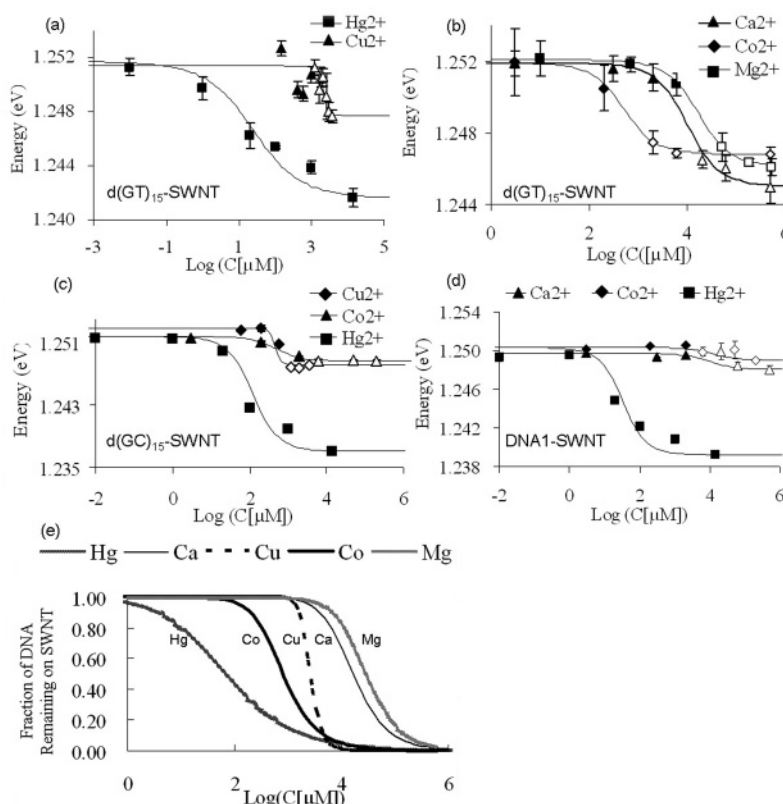 (a)
Hg2+
Cu2+
1.252
1.248
1.244
1.240
Energy (eV)
d(GT)15-SWNT
-3 -1 1 3 5
Log (C[µM])
(b)
Ca2+
Co2+
Mg2+
1.252
1.248
1.244
Energy (eV)
d(GT)15-SWNT
0 2 4 6
Log (C([µM])
(c)
Cu2+
Co2+
Hg2+
1.251
1.243
1.235
Energy (eV)
d(GC)15-SWNT
-2 0 2 4 6
Log (C[µM])
(d)
Ca2+ Co2+ Hg2+
1.254
1.250
1.246
1.242
1.238
Energy (eV)
DNA1-SWNT
-2 0 2 4 6
Log (C[µM])
(e)
Hg Ca Cu Co Mg
1.00
0.80
0.60
0.40
0.20
0.00
Fraction of DNA
Remaining on SWNT
Hg Co Cu Ca Mg
0 2 4 6
Log(C[µM])